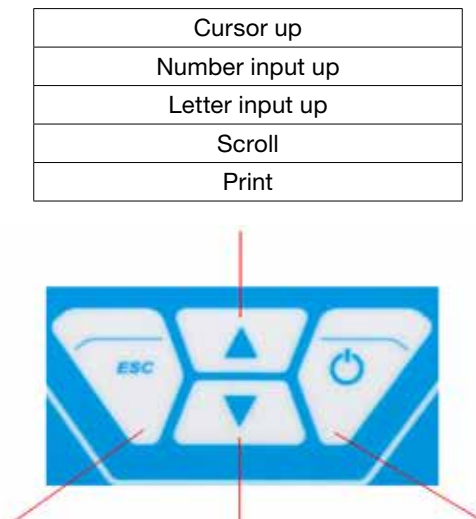 Cursor up
Number input up
Letter input up
Scroll
Print
ESC